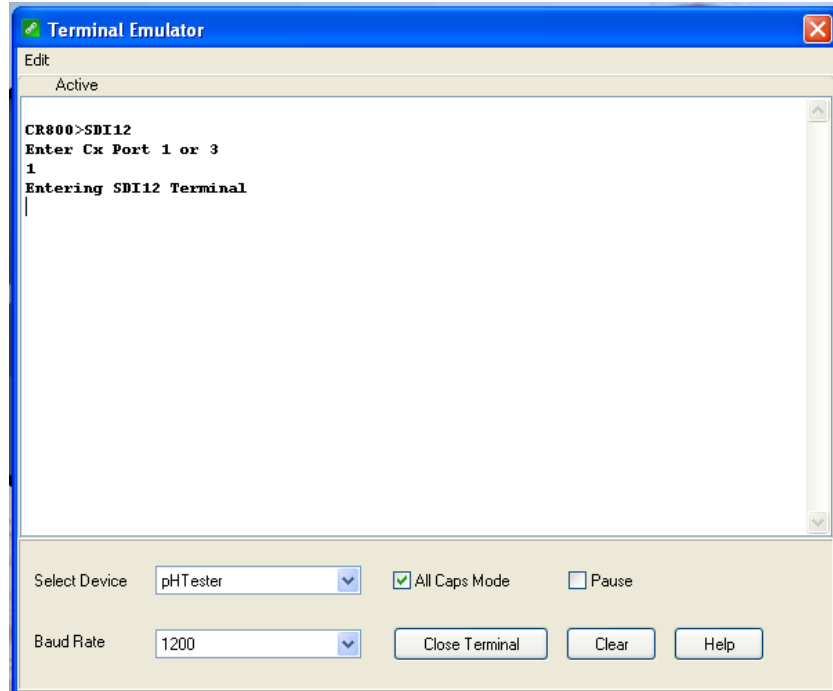 Terminal Emulator
Edit
Active
CR800>SDI12
Enter Cx Port 1 or 3
1
Entering SDI12 Terminal
Select Device pHTester All Caps Mode Pause
Baud Rate 1200 Close Terminal Clear Help